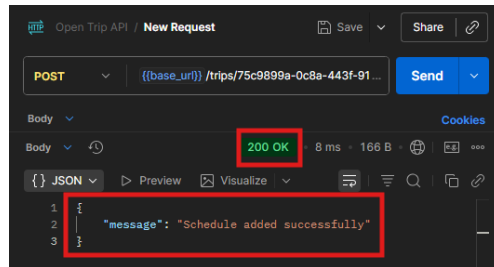 HTTP Open Trip API / New Request Save Share
POST {{base_url}} /trips/75c9899a-0c8a-443f-91... Send
Body Cookies
Body 200 OK • 8 ms • 166 B e.g.
{} JSON Preview Visualize
1 {
2 "message": "Schedule added successfully"
3 }